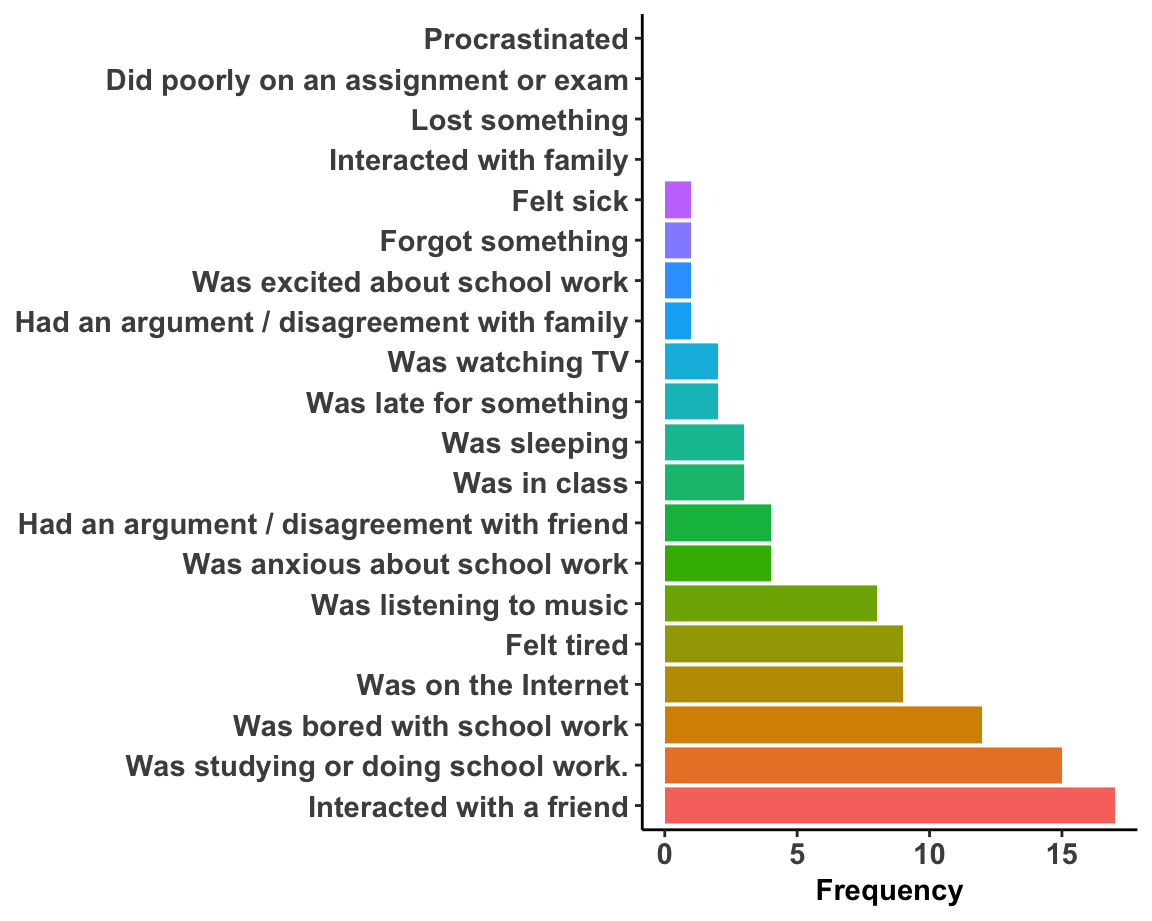 Procrastinated
Did poorly on an assignment or exam
Lost something
Interacted with family
Felt sick
Forgot something
Was excited about school work
Had an argument / disagreement with family
Was watching TV
Was late for something
Was sleeping
Was in class
Had an argument / disagreement with friend
Was anxious about school work
Was listening to music
Felt tired
Was on the Internet
Was bored with school work
Was studying or doing school work.
Interacted with a friend
0 5 10 15
Frequency